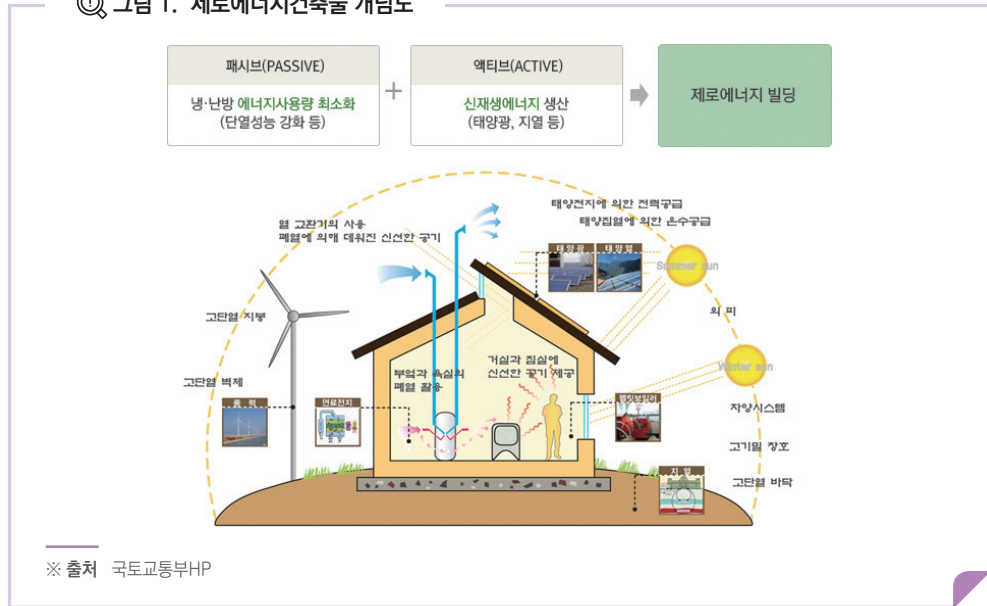 그림 1. 제로에너지건축물 개념도
패시브(PASSIVE)
냉·난방 에너지사용량 최소화
(단열성능 강화 등)
+
액티브(ACTIVE)
신재생에너지 생산
(태양광, 지열 등)
제로에너지 빌딩
태양전지에 의한 전력공급
태양집열에 의한 온수공급
열 교환기의 사용
폐열에 의해 데워진 신선한 공기
태양광
태양열
Summer sun
외 피
고단열 지붕
거실과 침실에
신선한 공기 제공
부엌과 욕실의
폐열 활용
Winter sun
고단열 벽체
풍 력
연료전지
펠릿보일러
차양시스템
고기밀 창호
지 열
고단열 바닥
※ 출처 국토교통부HP